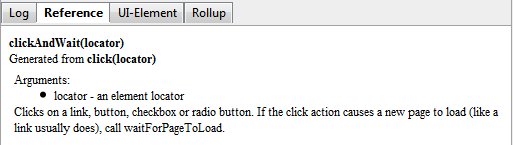 Log Reference UI-Element Rollup
clickAndWait(locator)
Generated from click(locator)
Arguments:
• locator - an element locator
Clicks on a link, button, checkbox or radio button. If the click action causes a new page to load (like a
link usually does), call waitForPageToLoad.